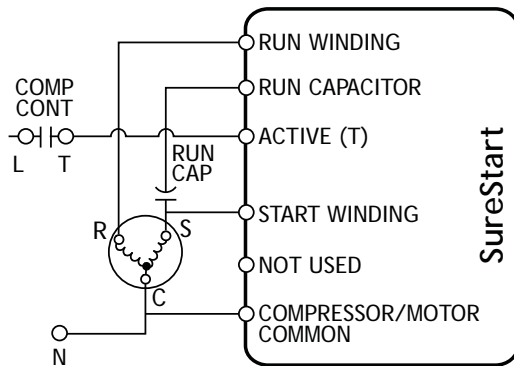 RUN WINDING
COMP
CONT
RUN CAPACITOR
L
T
ACTIVE (T)
RUN
CAP
R
S
START WINDING
NOT USED
C
COMPRESSOR/MOTOR
COMMON
N
SureStart